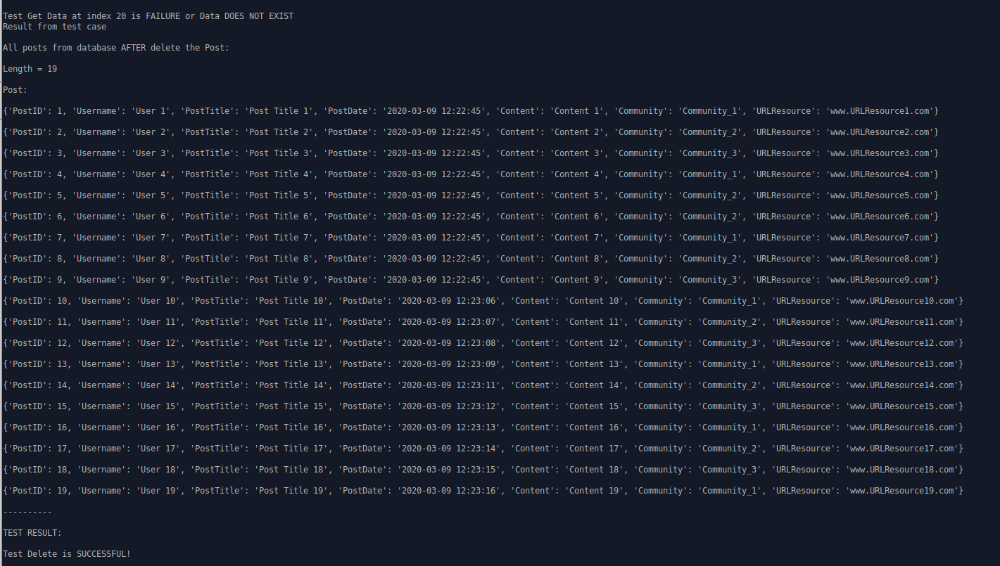 Test Get Data at index 20 is FAILURE or Data DOES NOT EXIST
Result from test case
All posts from database AFTER delete the Post:
Length = 19
Post:
{'PostID': 1, 'Username': 'User 1', 'PostTitle': 'Post Title 1', 'PostDate': '2020-03-09 12:22:45', 'Content': 'Content 1', 'Community': 'Community_1', 'URLResource': 'www.URLResource1.com'}
{'PostID': 2, 'Username': 'User 2', 'PostTitle': 'Post Title 2', 'PostDate': '2020-03-09 12:22:45', 'Content': 'Content 2', 'Community': 'Community_2', 'URLResource': 'www.URLResource2.com'}
{'PostID': 3, 'Username': 'User 3', 'PostTitle': 'Post Title 3', 'PostDate': '2020-03-09 12:22:45', 'Content': 'Content 3', 'Community': 'Community_3', 'URLResource': 'www.URLResource3.com'}
{'PostID': 4, 'Username': 'User 4', 'PostTitle': 'Post Title 4', 'PostDate': '2020-03-09 12:22:45', 'Content': 'Content 4', 'Community': 'Community_1', 'URLResource': 'www.URLResource4.com'}
{'PostID': 5, 'Username': 'User 5', 'PostTitle': 'Post Title 5', 'PostDate': '2020-03-09 12:22:45', 'Content': 'Content 5', 'Community': 'Community_2', 'URLResource': 'www.URLResource5.com'}
{'PostID': 6, 'Username': 'User 6', 'PostTitle': 'Post Title 6', 'PostDate': '2020-03-09 12:22:45', 'Content': 'Content 6', 'Community': 'Community_2', 'URLResource': 'www.URLResource6.com'}
{'PostID': 7, 'Username': 'User 7', 'PostTitle': 'Post Title 7', 'PostDate': '2020-03-09 12:22:45', 'Content': 'Content 7', 'Community': 'Community_1', 'URLResource': 'www.URLResource7.com'}
{'PostID': 8, 'Username': 'User 8', 'PostTitle': 'Post Title 8', 'PostDate': '2020-03-09 12:22:45', 'Content': 'Content 8', 'Community': 'Community_2', 'URLResource': 'www.URLResource8.com'}
{'PostID': 9, 'Username': 'User 9', 'PostTitle': 'Post Title 9', 'PostDate': '2020-03-09 12:22:45', 'Content': 'Content 9', 'Community': 'Community_3', 'URLResource': 'www.URLResource9.com'}
{'PostID': 10, 'Username': 'User 10', 'PostTitle': 'Post Title 10', 'PostDate': '2020-03-09 12:23:06', 'Content': 'Content 10', 'Community': 'Community_1', 'URLResource': 'www.URLResource10.com'}
{'PostID': 11, 'Username': 'User 11', 'PostTitle': 'Post Title 11', 'PostDate': '2020-03-09 12:23:07', 'Content': 'Content 11', 'Community': 'Community_2', 'URLResource': 'www.URLResource11.com'}
{'PostID': 12, 'Username': 'User 12', 'PostTitle': 'Post Title 12', 'PostDate': '2020-03-09 12:23:08', 'Content': 'Content 12', 'Community': 'Community_3', 'URLResource': 'www.URLResource12.com'}
{'PostID': 13, 'Username': 'User 13', 'PostTitle': 'Post Title 13', 'PostDate': '2020-03-09 12:23:09', 'Content': 'Content 13', 'Community': 'Community_1', 'URLResource': 'www.URLResource13.com'}
{'PostID': 14, 'Username': 'User 14', 'PostTitle': 'Post Title 14', 'PostDate': '2020-03-09 12:23:11', 'Content': 'Content 14', 'Community': 'Community_2', 'URLResource': 'www.URLResource14.com'}
{'PostID': 15, 'Username': 'User 15', 'PostTitle': 'Post Title 15', 'PostDate': '2020-03-09 12:23:12', 'Content': 'Content 15', 'Community': 'Community_3', 'URLResource': 'www.URLResource15.com'}
{'PostID': 16, 'Username': 'User 16', 'PostTitle': 'Post Title 16', 'PostDate': '2020-03-09 12:23:13', 'Content': 'Content 16', 'Community': 'Community_1', 'URLResource': 'www.URLResource16.com'}
{'PostID': 17, 'Username': 'User 17', 'PostTitle': 'Post Title 17', 'PostDate': '2020-03-09 12:23:14', 'Content': 'Content 17', 'Community': 'Community_2', 'URLResource': 'www.URLResource17.com'}
{'PostID': 18, 'Username': 'User 18', 'PostTitle': 'Post Title 18', 'PostDate': '2020-03-09 12:23:15', 'Content': 'Content 18', 'Community': 'Community_3', 'URLResource': 'www.URLResource18.com'}
{'PostID': 19, 'Username': 'User 19', 'PostTitle': 'Post Title 19', 'PostDate': '2020-03-09 12:23:16', 'Content': 'Content 19', 'Community': 'Community_1', 'URLResource': 'www.URLResource19.com'}
----------
TEST RESULT:
Test Delete is SUCCESSFUL!